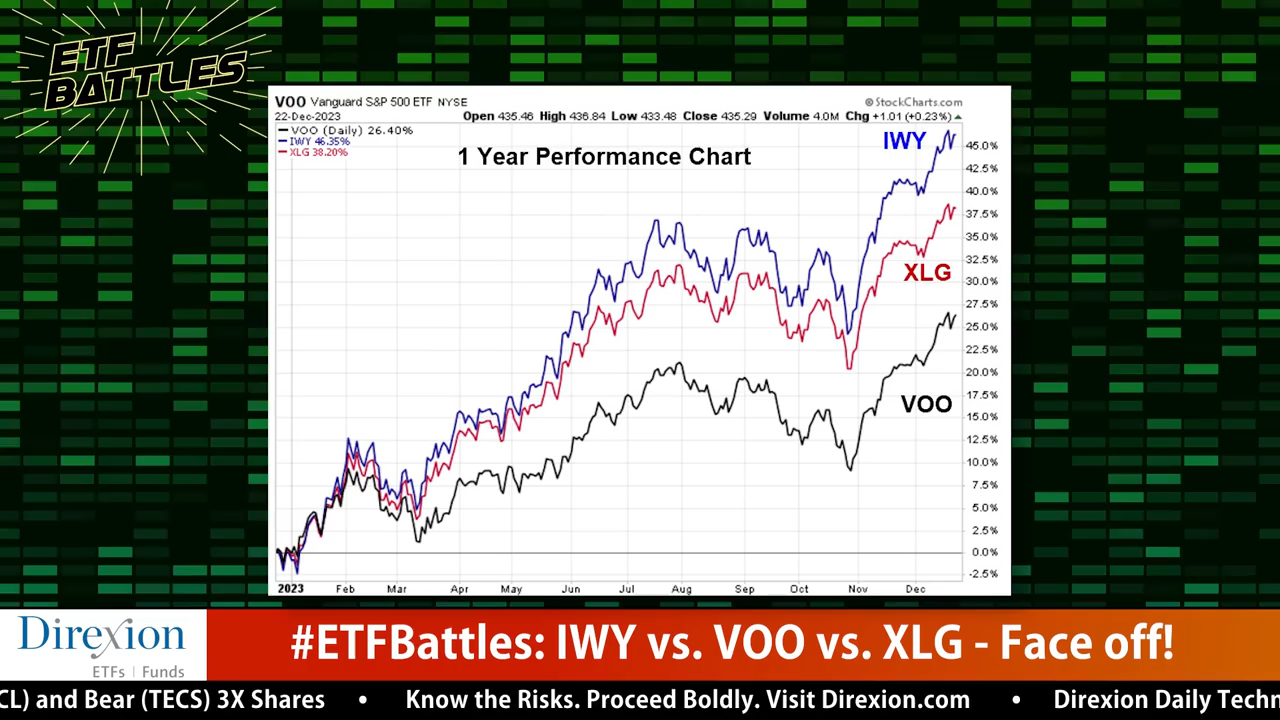 ETF
BATTLES
VOO Vanguard S&P 500 ETF NYSE
© StockCharts.com
22-Dec-2023
Open 435.46 High 436.84 Low 433.48 Close 435.29 Volume 4.0M Chg +1.01 (+0.23%)
VOO (Daily) 26.40%
IWY 46.35%
XLG 38.20%
1 Year Performance Chart
IWY
XLG
VOO
45.0%
42.5%
40.0%
37.5%
35.0%
32.5%
30.0%
27.5%
25.0%
22.5%
20.0%
17.5%
15.0%
12.5%
10.0%
7.5%
5.0%
2.5%
0.0%
-2.5%
2023 Feb Mar Apr May Jun Jul Aug Sep Oct Nov Dec
Direxion
ETFs | Funds
#ETFBattles: IWY vs. VOO vs. XLG - Face off!
CL) and Bear (TECS) 3X Shares • Know the Risks. Proceed Boldly. Visit Direxion.com • Direxion Daily Techn